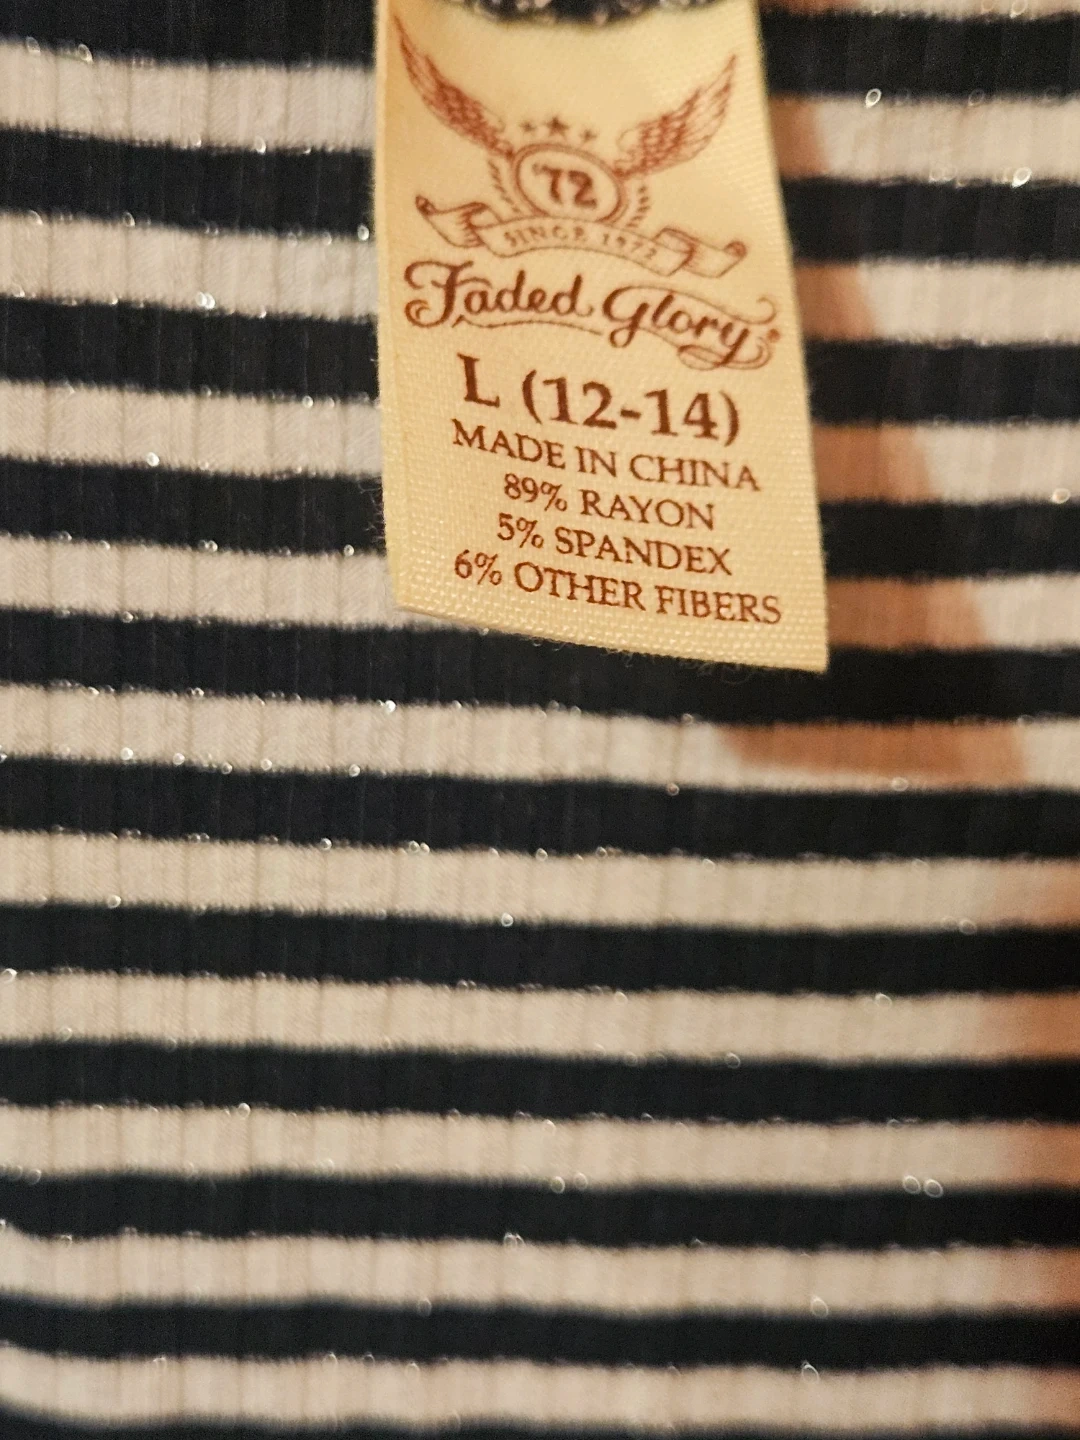 '72
SINCE 1972
Faded Glory®
L (12-14)
MADE IN CHINA
89% RAYON
5% SPANDEX
6% OTHER FIBERS